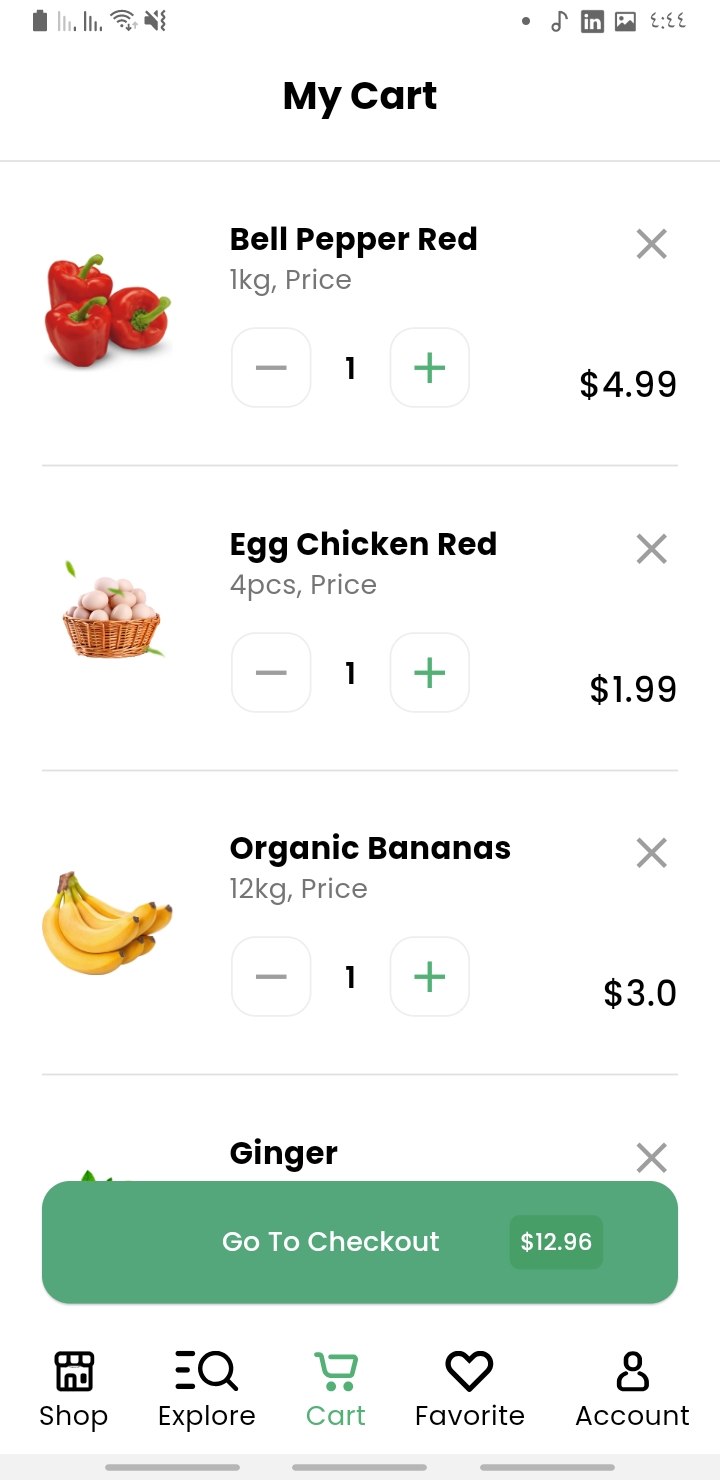 ٤:٤٤
My Cart
Bell Pepper Red
1kg, Price
1
$4.99
Egg Chicken Red
4pcs, Price
1
$1.99
Organic Bananas
12kg, Price
1
$3.0
Ginger
Go To Checkout $12.96
Shop Explore Cart Favorite Account